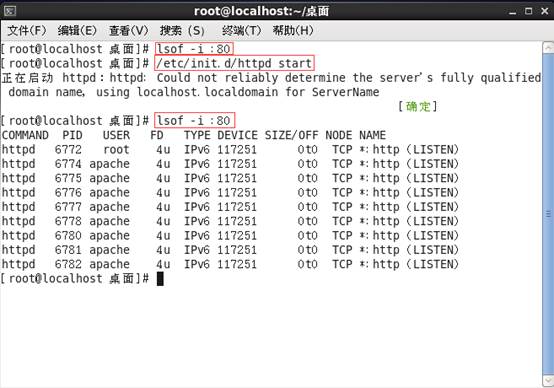 root@localhost:~/桌面
文件(F) 编辑(E) 查看(V) 搜索 (S) 终端(T) 帮助(H)
[root@localhost 桌面]# lsof -i:80
[root@localhost 桌面]# /etc/init.d/httpd start
正在启动 httpd：httpd: Could not reliably determine the server's fully qualified
domain name, using localhost.localdomain for ServerName
[确定]
[root@localhost 桌面]# lsof -i:80
COMMAND PID USER FD TYPE DEVICE SIZE/OFF NODE NAME
httpd 6772 root 4u IPv6 117251 0t0 TCP *:http (LISTEN)
httpd 6774 apache 4u IPv6 117251 0t0 TCP *:http (LISTEN)
httpd 6775 apache 4u IPv6 117251 0t0 TCP *:http (LISTEN)
httpd 6776 apache 4u IPv6 117251 0t0 TCP *:http (LISTEN)
httpd 6777 apache 4u IPv6 117251 0t0 TCP *:http (LISTEN)
httpd 6778 apache 4u IPv6 117251 0t0 TCP *:http (LISTEN)
httpd 6780 apache 4u IPv6 117251 0t0 TCP *:http (LISTEN)
httpd 6781 apache 4u IPv6 117251 0t0 TCP *:http (LISTEN)
httpd 6782 apache 4u IPv6 117251 0t0 TCP *:http (LISTEN)
[root@localhost 桌面]#